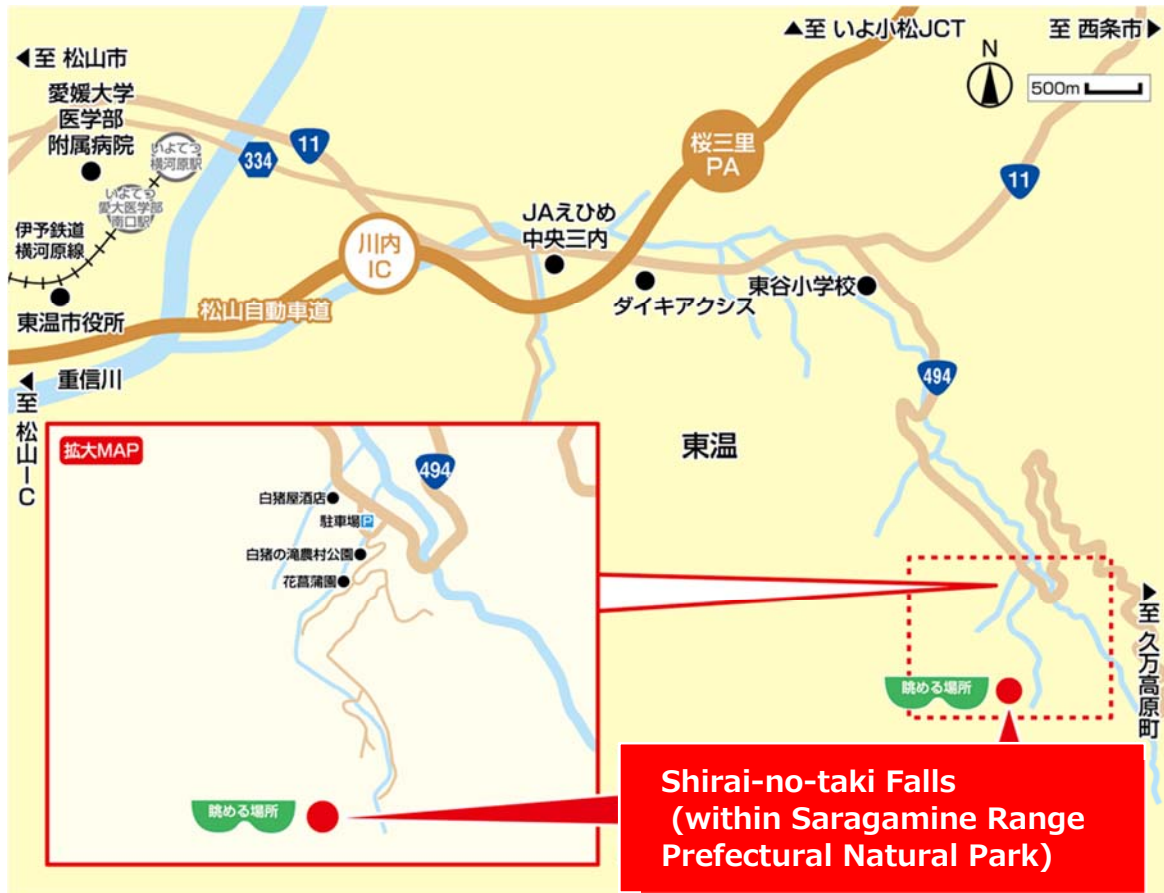 ◀至 松山市
▲至 いよ小松JCT
至 西条市▶
N
500m
愛媛大学
医学部
附属病院
いよてつ
横河原駅
334
11
桜三里
PA
11
いよてつ
愛大医学部
南口駅
伊予鉄道
横河原線
JAえひめ
中央三内
川内
IC
東谷小学校
ダイキアクシス
松山自動車道
東温市役所
重信川
◀至 松山IC
494
東温
拡大MAP
494
白猪屋酒店
駐車場P
白猪の滝農村公園
花菖蒲園
▶至 久万高原町
眺める場所
眺める場所
Shirai-no-taki Falls
(within Saragamine Range
Prefectural Natural Park)